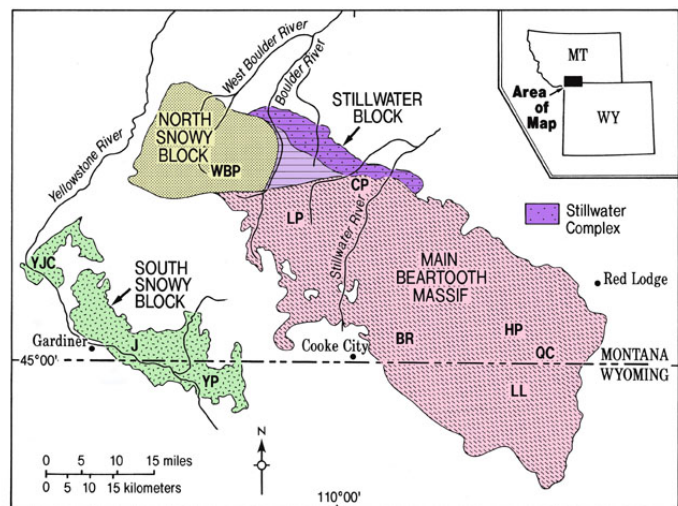 MT
Area
of Map
WY
West Boulder River
Boulder River
Yellowstone River
NORTH
SNOWY
BLOCK
WBP
STILLWATER
BLOCK
CP
LP
Stillwater River
Stillwater
Complex
YJC
SOUTH
SNOWY
BLOCK
MAIN
BEARTOOTH
MASSIF
Red Lodge
Gardiner
J
Cooke City
BR
HP
QC
MONTANA
45°00'
WYOMING
YP
LL
N
0 5 10 15 miles
0 5 10 15 kilometers
110°00'